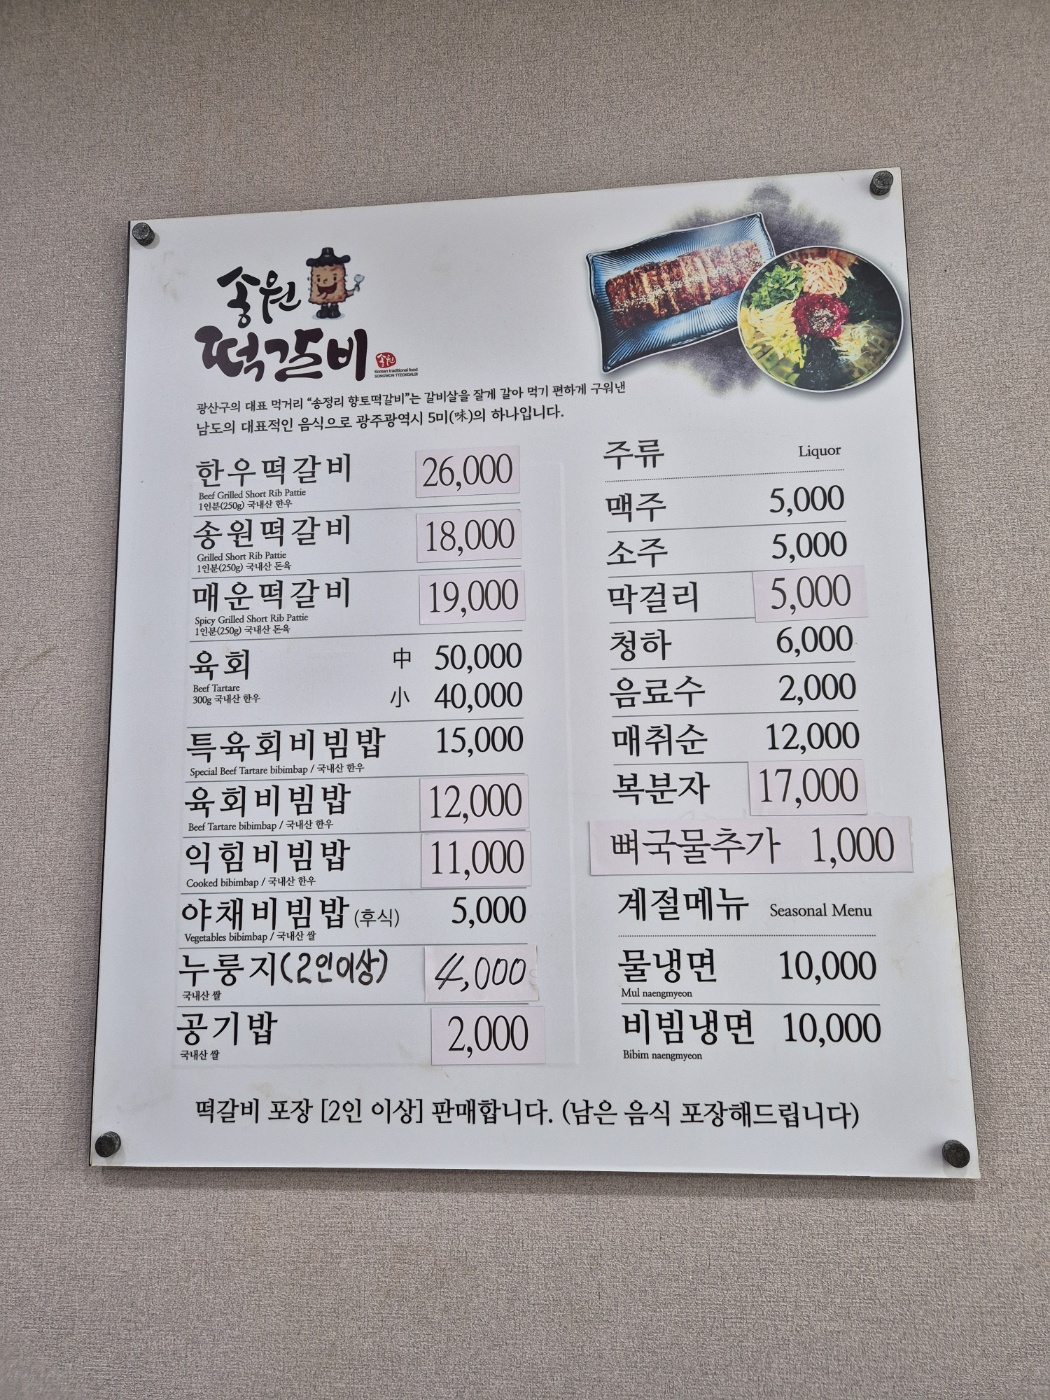 송원
떡갈비
송원
Korean traditional food
SONGWON TTEOKGALBI
광산구의 대표 먹거리 “송정리 향토떡갈비”는 갈비살을 잘게 갈아 먹기 편하게 구워낸
남도의 대표적인 음식으로 광주광역시 5미(味)의 하나입니다.
한우떡갈비 26,000
Beef Grilled Short Rib Pattie
1인분(250g) 국내산 한우
송원떡갈비 18,000
Grilled Short Rib Pattie
1인분(250g) 국내산 돈육
매운떡갈비 19,000
Spicy Grilled Short Rib Pattie
1인분(250g) 국내산 돈육
육회 中 50,000
Beef Tartare
300g 국내산 한우
小 40,000
특육회비빔밥 15,000
Special Beef Tartare bibimbap / 국내산 한우
육회비빔밥 12,000
Beef Tartare bibimbap / 국내산 한우
익힘비빔밥 11,000
Cooked bibimbap / 국내산 한우
야채비빔밥 (후식) 5,000
Vegetables bibimbap / 국내산 쌀
누룽지(2인이상) 4,000
국내산 쌀
공기밥 2,000
국내산 쌀
주류 Liquor
맥주 5,000
소주 5,000
막걸리 5,000
청하 6,000
음료수 2,000
매취순 12,000
복분자 17,000
뼈국물추가 1,000
계절메뉴 Seasonal Menu
물냉면 10,000
Mul naengmyeon
비빔냉면 10,000
Bibim naengmyeon
떡갈비 포장 [2인 이상] 판매합니다. (남은 음식 포장해드립니다)